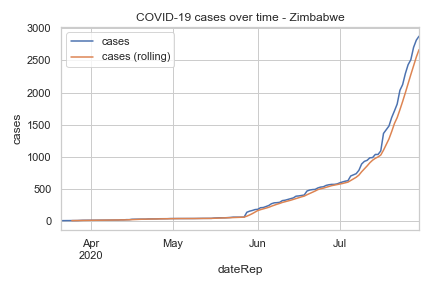 COVID-19 cases over time - Zimbabwe
cases
cases (rolling)
3000
2500
2000
1500
1000
500
0
cases
Apr
2020
May
Jun
Jul
dateRep